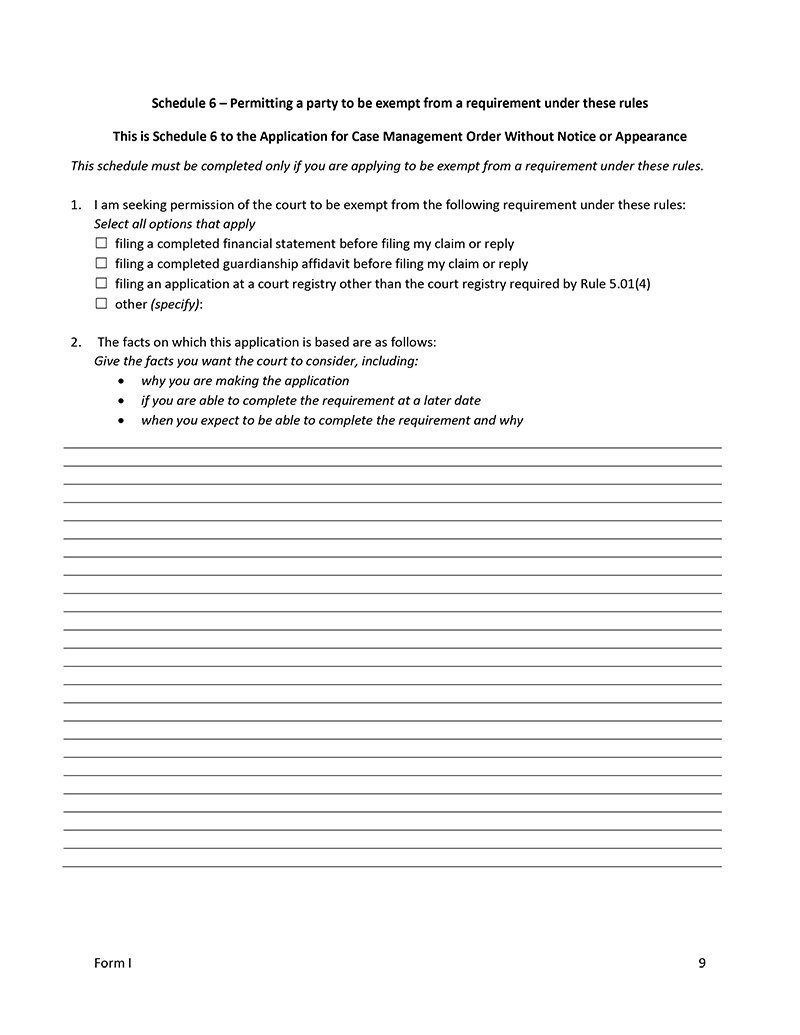 Schedule 6 – Permitting a party to be exempt from a requirement under these rules
This is Schedule 6 to the Application for Case Management Order Without Notice or Appearance
This schedule must be completed only if you are applying to be exempt from a requirement under these rules.
1. I am seeking permission of the court to be exempt from the following requirement under these rules:
Select all options that apply
☐ filing a completed financial statement before filing my claim or reply
☐ filing a completed guardianship affidavit before filing my claim or reply
☐ filing an application at a court registry other than the court registry required by Rule 5.01(4)
☐ other (specify):
2. The facts on which this application is based are as follows:
Give the facts you want the court to consider, including:
• why you are making the application
• if you are able to complete the requirement at a later date
• when you expect to be able to complete the requirement and why
Form I 9